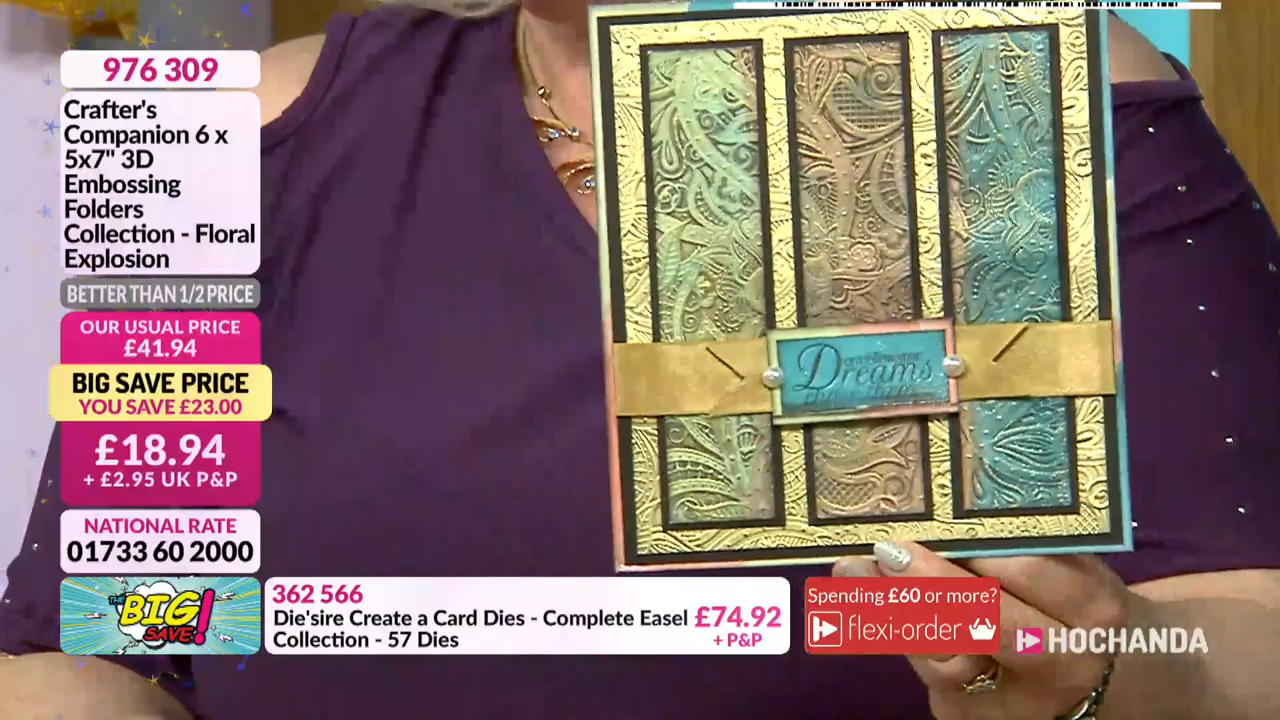 976 309
Crafter's
Companion 6 x
5x7" 3D
Embossing
Folders
Collection - Floral
Explosion
BETTER THAN 1/2 PRICE
OUR USUAL PRICE
£41.94
BIG SAVE PRICE
YOU SAVE £23.00
£18.94
+ £2.95 UK P&P
NATIONAL RATE
01733 60 2000
THE
BIG
SAVE!
362 566
Die'sire Create a Card Dies - Complete Easel
Collection - 57 Dies
£74.92
+ P&P
Spending £60 or more?
flexi-order
HOCHANDA
Dreams